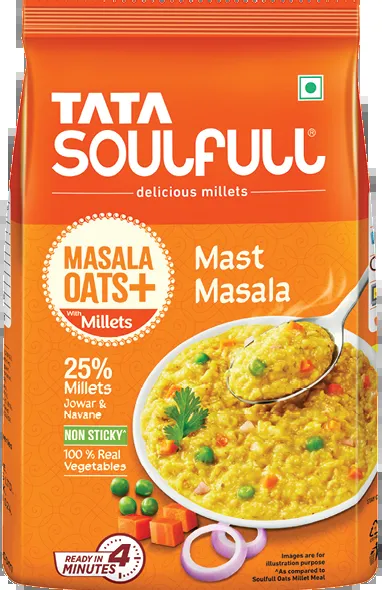 TATA
SOULFULL®
delicious millets
MASALA
OATS+
With
Millets
Mast
Masala
25%
Millets
Jowar &
Navane
NON STICKY^
100% Real
Vegetables
READY IN
4
MINUTES
Images are for
illustration purpose
^As compared to
Soulfull Oats Millet Meal